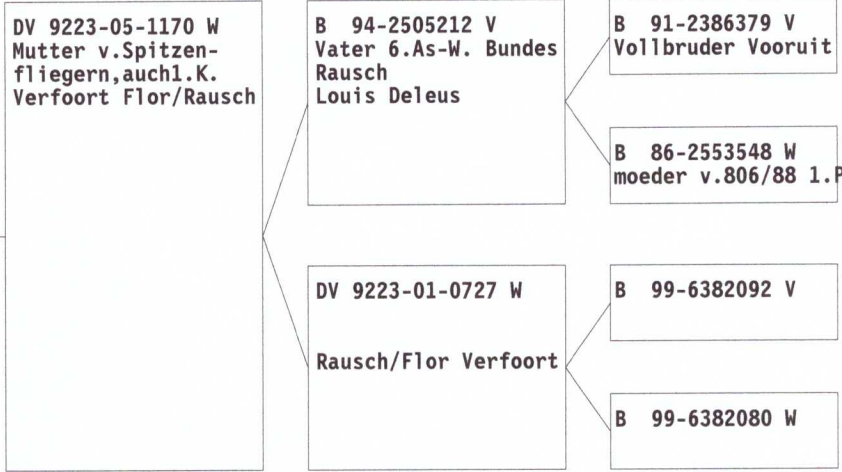 DV 9223-05-1170 W
Mutter v.Spitzen-
fliegern,auch1.K.
Verfoort Flor/Rausch
B 94-2505212 V
Vater 6.As-W. Bundes
Rausch
Louis Deleus
DV 9223-01-0727 W
Rausch/Flor Verfoort
B 91-2386379 V
Vollbruder Vooruit
B 86-2553548 W
moeder v.806/88 1.P
B 99-6382092 V
B 99-6382080 W